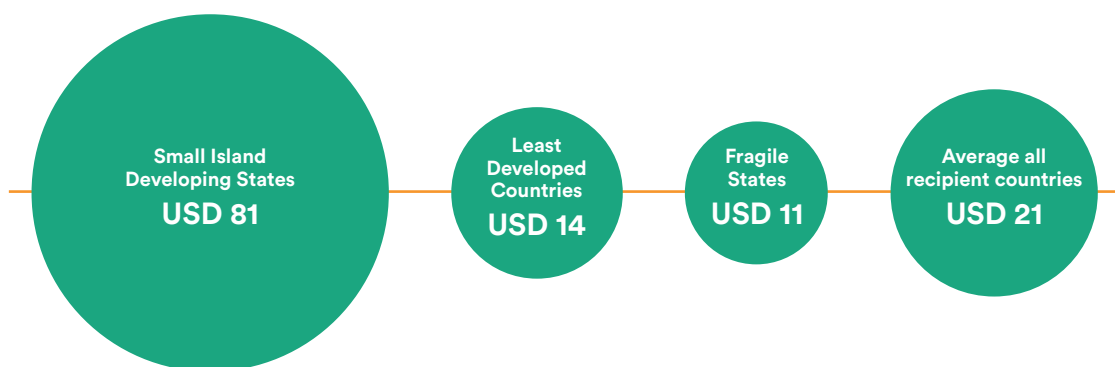 Small Island
Developing States
USD 81
Least
Developed
Countries
USD 14
Fragile
States
USD 11
Average all
recipient countries
USD 21